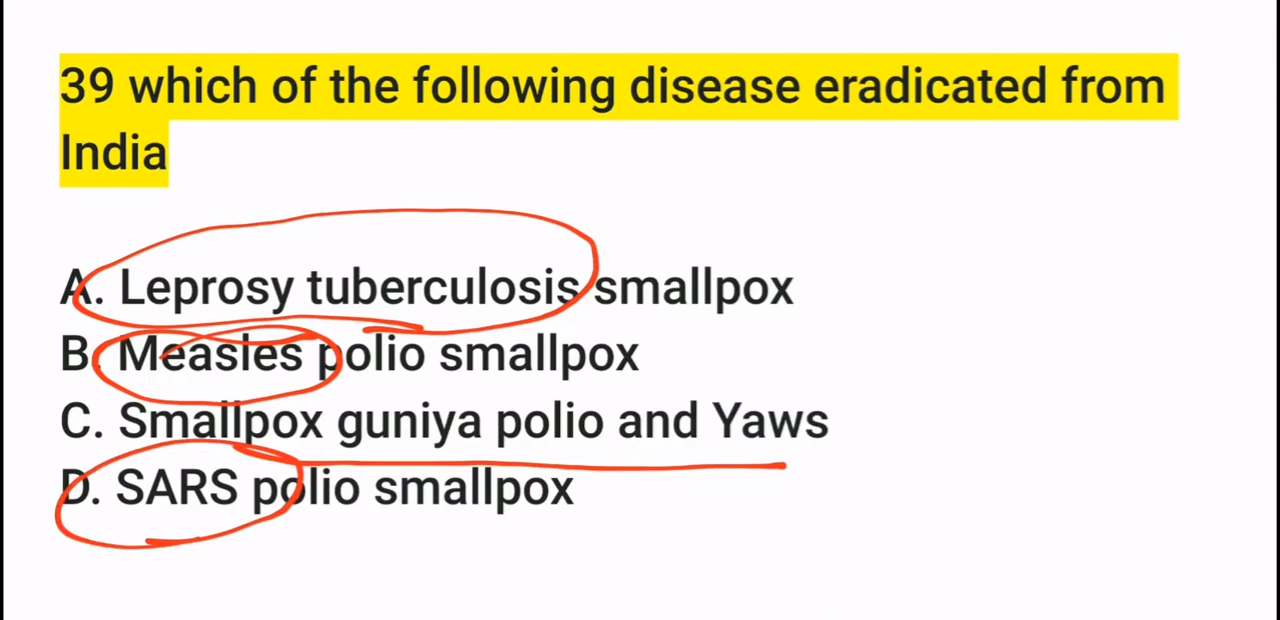 39 which of the following disease eradicated from
India
A. Leprosy tuberculosis smallpox
B. Measles polio smallpox
C. Smallpox guniya polio and Yaws
D. SARS polio smallpox